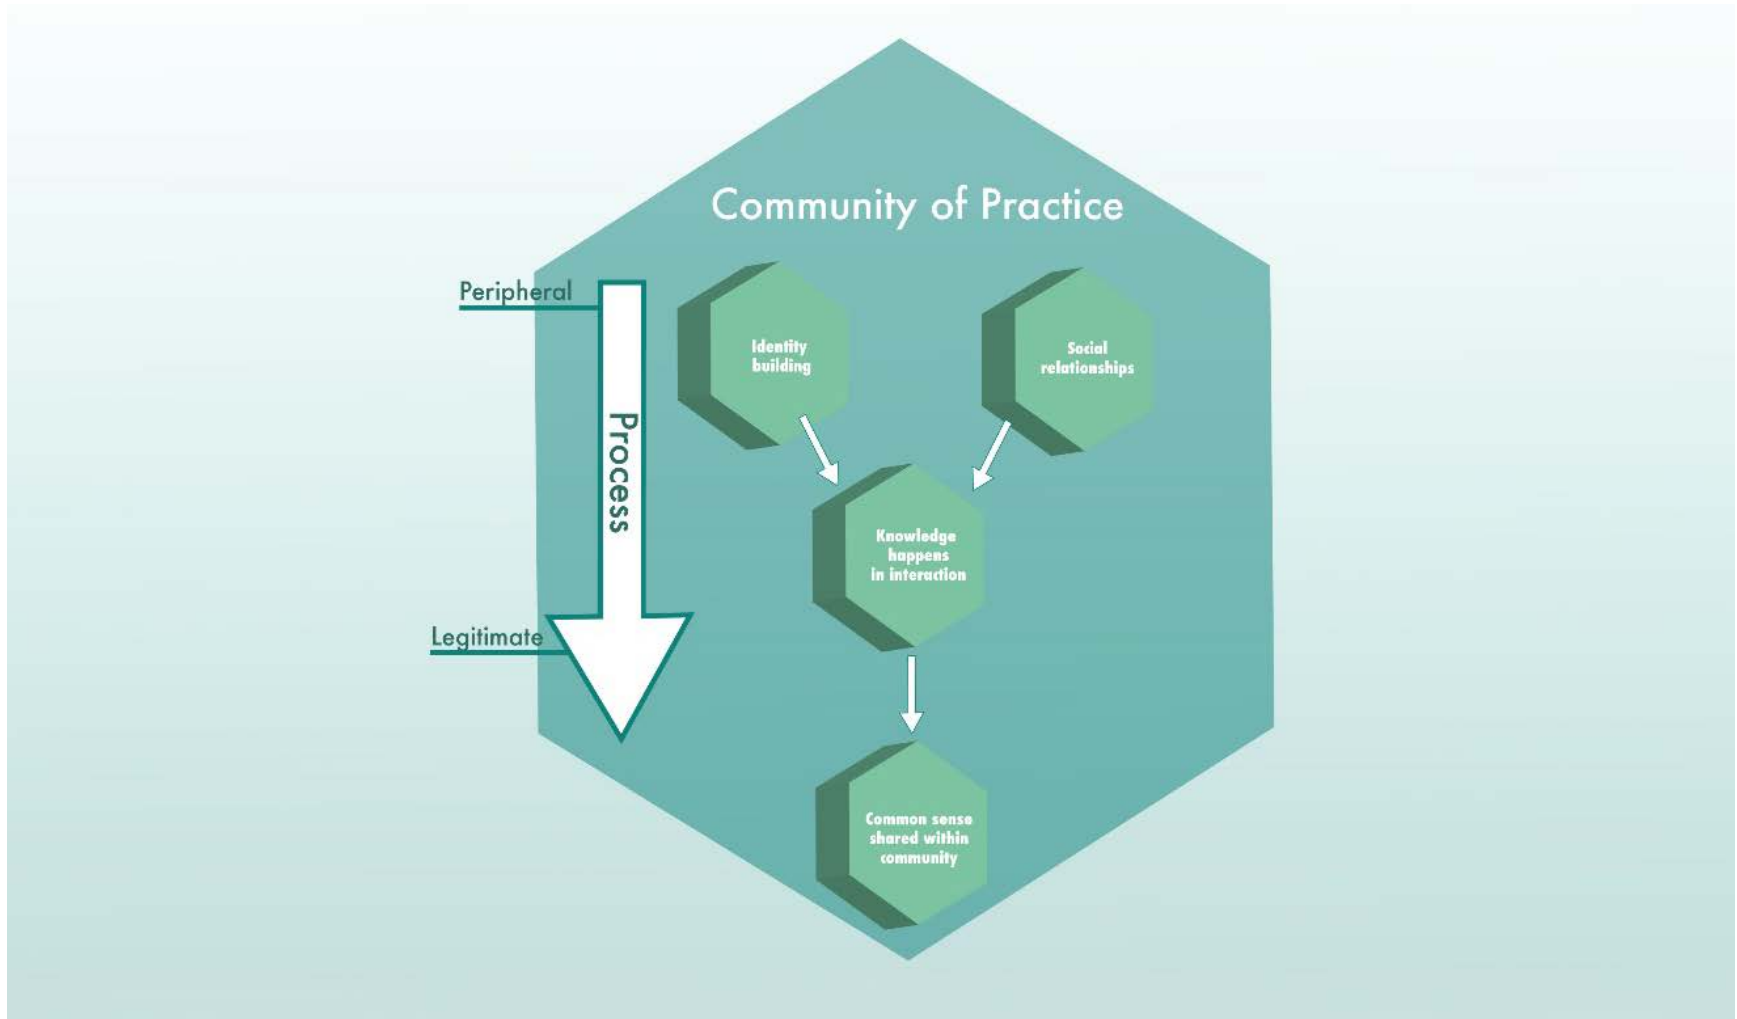 Community of Practice
Peripheral
Process
Legitimate
Identity
building
Social
relationships
Knowledge
happens
in interaction
Common sense
shared within
community